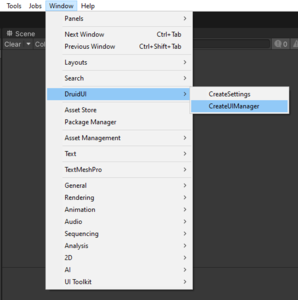 Tools Jobs Window Help
Panels
Scene
Next Window Ctrl+Tab
Clear
Previous Window Ctrl+Shift+Tab
0
Layouts
Search
DruidUI
CreateSettings
Asset Store
CreateUIManager
Package Manager
Asset Management
Text
TextMeshPro
General
Rendering
Animation
Audio
Sequencing
Analysis
2D
AI
UI Toolkit